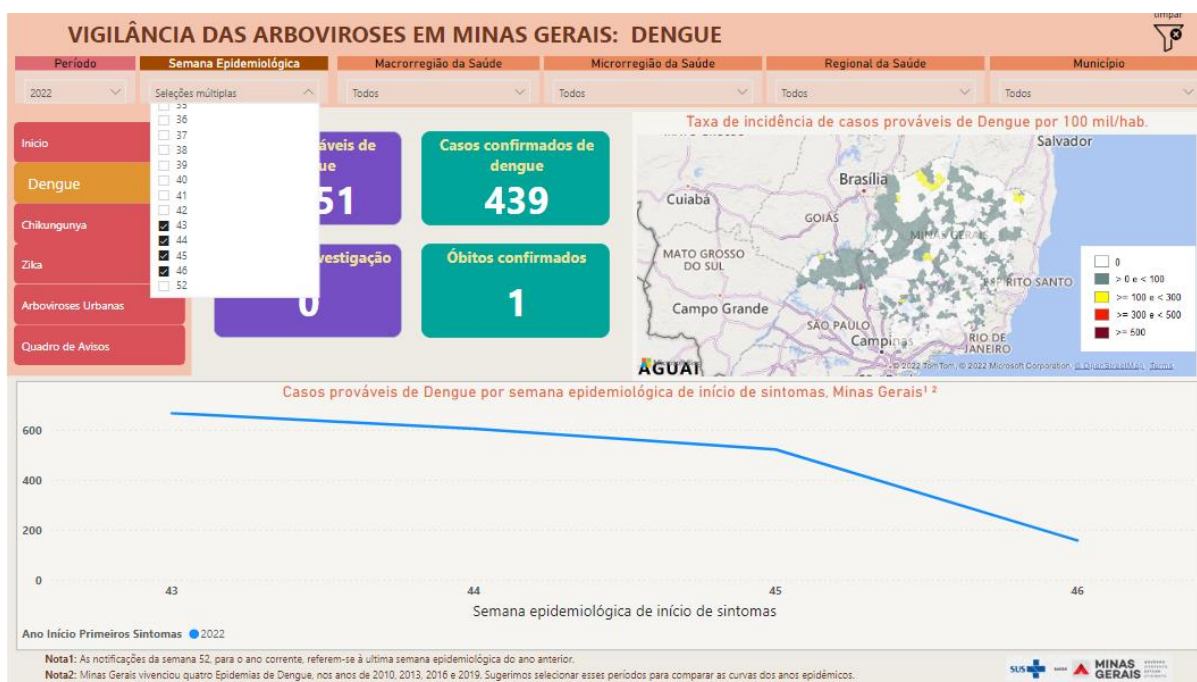 limpar
VIGILÂNCIA DAS ARBOVIROSES EM MINAS GERAIS: DENGUE
Período
Semana Epidemiológica
Macrorregião da Saúde
Microrregião da Saúde
Regional da Saúde
Município
2022
Seleções múltiplas
Todos
Todos
Todos
Todos
35
36
37
38
39
40
41
42
43
44
45
46
52
Inicio
Dengue
Chikungunya
Zika
Arboviroses Urbanas
Quadro de Avisos
áveis de
ue
51
Casos confirmados de
dengue
439
vestigação
0
Óbitos confirmados
1
Taxa de incidência de casos prováveis de Dengue por 100 mil/hab.
Salvador
Brasília
Cuiabá
GOIÁS
MINAS GERAIS
MATO GROSSO
DO SUL
ESPÍRITO SANTO
Campo Grande
SÃO PAULO
Campinas
RIO DE
JANEIRO
AGUAI
0
> 0 e < 100
>= 100 e < 300
>= 300 e < 500
>= 500
© 2022 TomTom, © 2022 Microsoft Corporation, © OpenStreetMap Terms
Casos prováveis de Dengue por semana epidemiológica de início de sintomas, Minas Gerais¹ ²
600
400
200
0
43
44
45
46
Semana epidemiológica de início de sintomas
Ano Início Primeiros Sintomas 2022
Nota1: As notificações da semana 52, para o ano corrente, referem-se à ultima semana epidemiológica do ano anterior.
Nota2: Minas Gerais vivenciou quatro Epidemias de Dengue, nos anos de 2010, 2013, 2016 e 2019. Sugerimos selecionar esses períodos para comparar as curvas dos anos epidêmicos.
SUS
MINAS
GERAIS